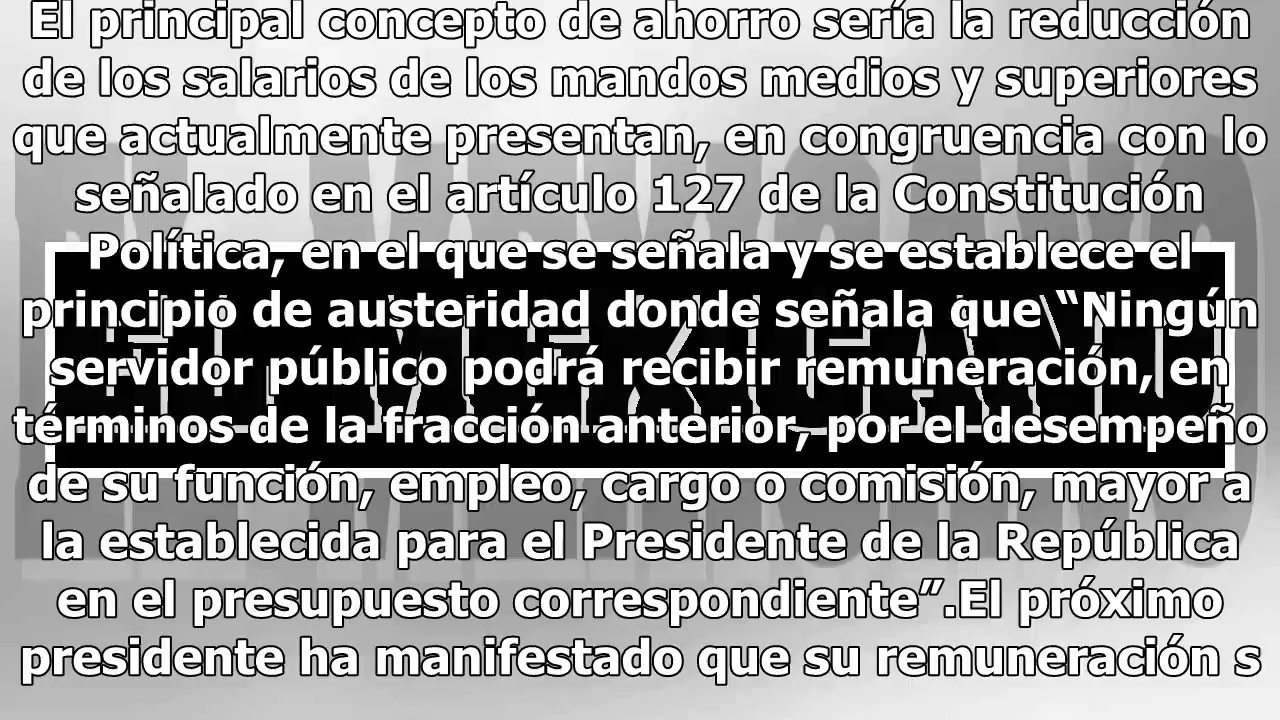 El principal concepto de ahorro sería la reducción
de los salarios de los mandos medios y superiores
que actualmente presentan, en congruencia con lo
señalado en el artículo 127 de la Constitución
Política, en el que se señala y se establece el
principio de austeridad donde señala que “Ningún
servidor público podrá recibir remuneración, en
términos de la fracción anterior, por el desempeño
de su función, empleo, cargo o comisión, mayor a
la establecida para el Presidente de la República
en el presupuesto correspondiente”.El próximo
presidente ha manifestado que su remuneración s